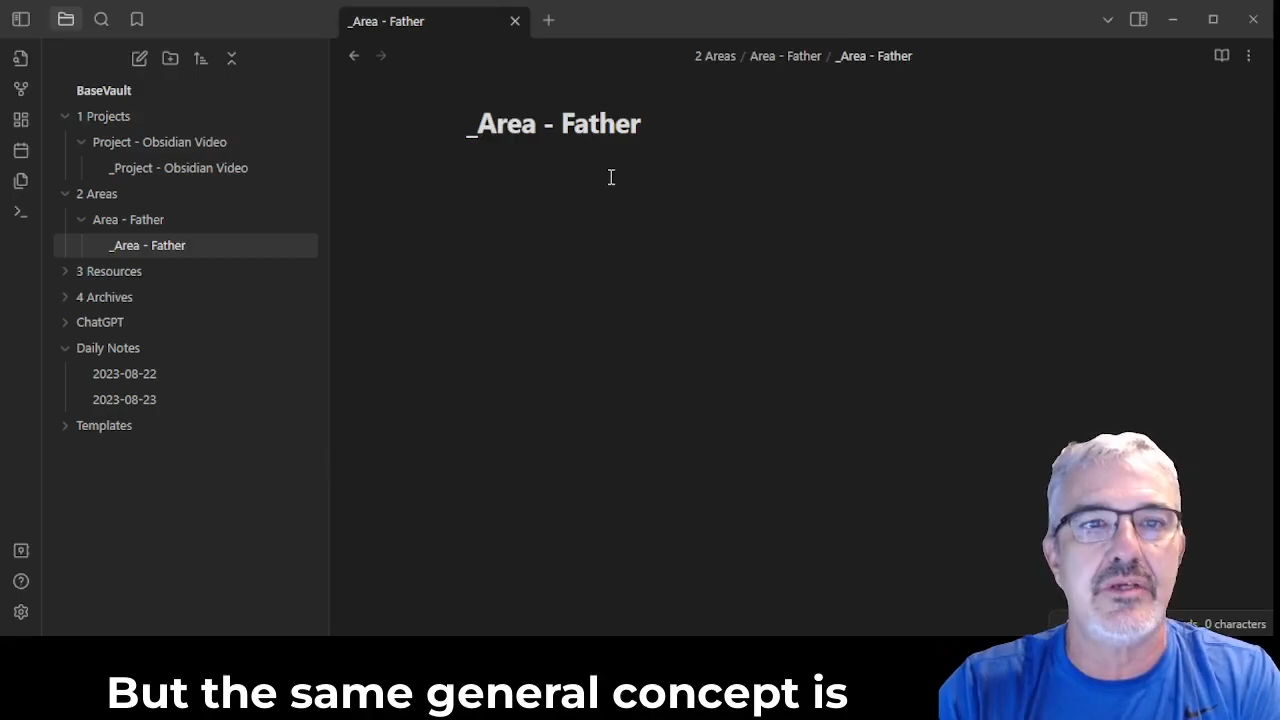 _Area - Father
2 Areas / Area - Father / _Area - Father
BaseVault
1 Projects
Project - Obsidian Video
_Project - Obsidian Video
2 Areas
Area - Father
_Area - Father
3 Resources
4 Archives
ChatGPT
Daily Notes
2023-08-22
2023-08-23
Templates
_Area - Father
0 characters
But the same general concept is